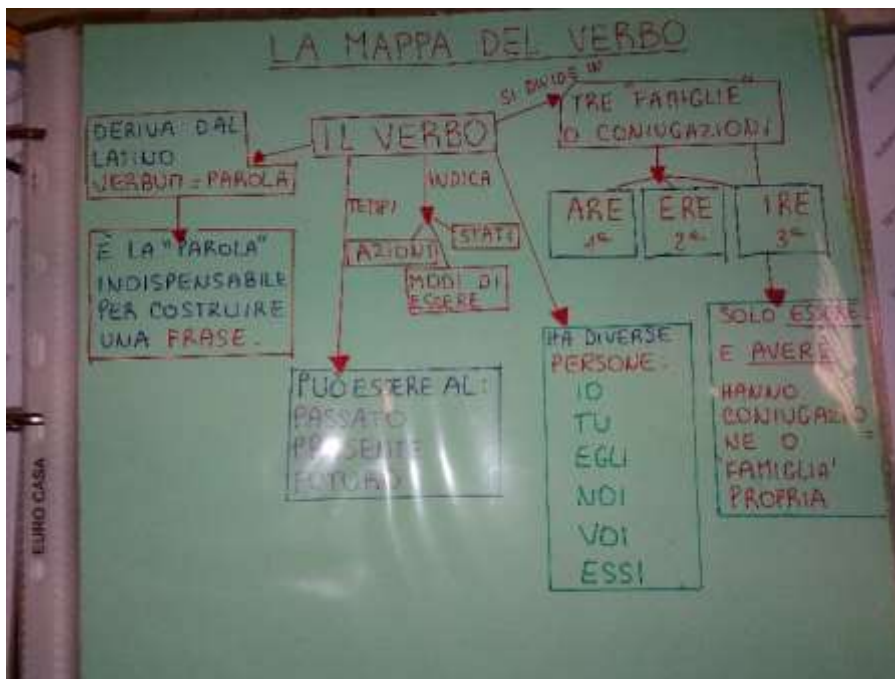 LA MAPPA DEL VERBO
DERIVA DAL
LATINO
VERBUM = PAROLA
È LA "PAROLA"
INDISPENSABILE
PER COSTRUIRE
UNA FRASE.
IL VERBO
TEMPI
INDICA
AZIONI
STATI
MODI DI
ESSERE
PUÒ ESSERE AL:
PASSATO
PRESENTE
FUTURO
HA DIVERSE
PERSONE.
IO
TU
EGLI
NOI
VOI
ESSI
SI DIVIDE IN
TRE "FAMIGLIE"
O CONIUGAZIONI
ARE
1ª
ERE
2ª
IRE
3ª
SOLO ESSERE
E AVERE
HANNO
CONIUGAZIO
NE O
FAMIGLIA'
PROPRIA
EURO CASA